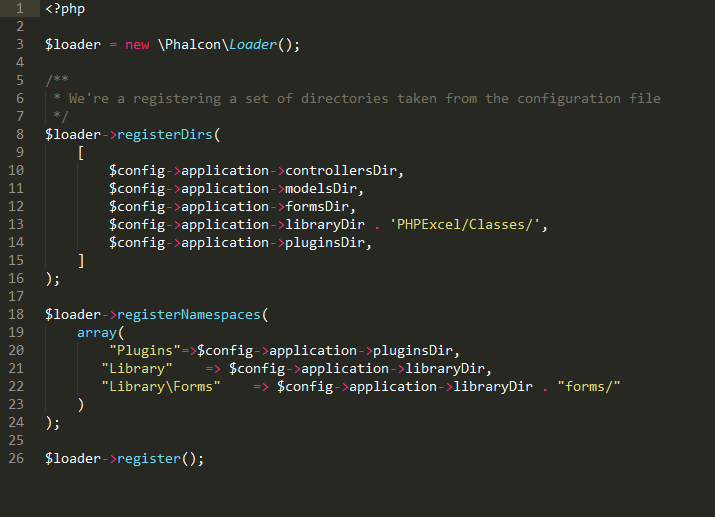 1 <?php
2
3 $loader = new \Phalcon\Loader();
4
5 /**
6  * We're a registering a set of directories taken from the configuration file
7  */
8 $loader->registerDirs(
9     [
10         $config->application->controllersDir,
11         $config->application->modelsDir,
12         $config->application->formsDir,
13         $config->application->libraryDir . 'PHPExcel/Classes/',
14         $config->application->pluginsDir,
15     ]
16 );
17
18 $loader->registerNamespaces(
19     array(
20         "Plugins"=>$config->application->pluginsDir,
21        "Library"    => $config->application->libraryDir,
22        "Library\Forms"    => $config->application->libraryDir . "forms/"
23     )
24 );
25
26 $loader->register();